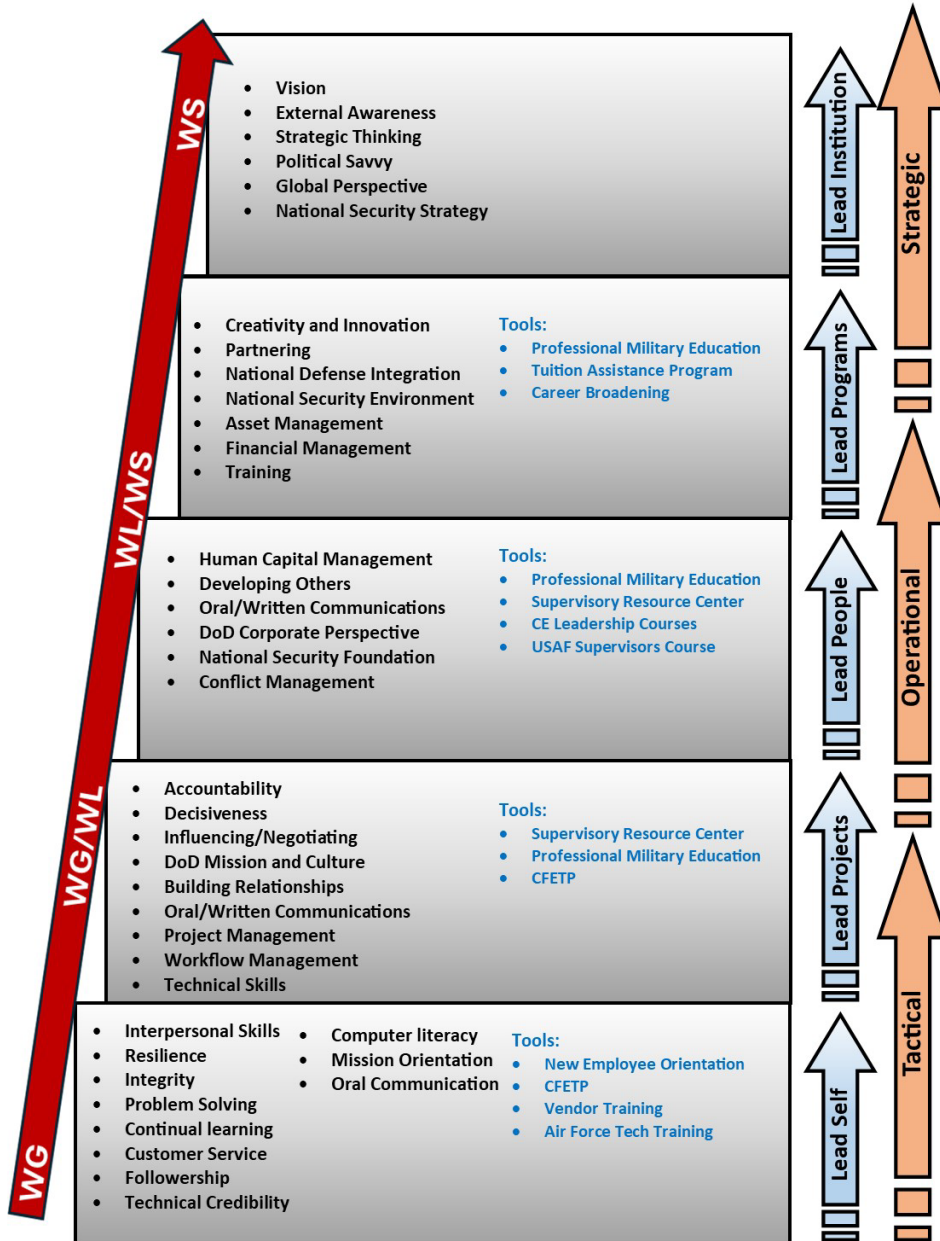 WS
Vision
External Awareness
Strategic Thinking
Political Savvy
Global Perspective
National Security Strategy
Lead Institution
Strategic
WL/WS
Creativity and Innovation
Partnering
National Defense Integration
National Security Environment
Asset Management
Financial Management
Training
Tools:
Professional Military Education
Tuition Assistance Program
Career Broadening
Lead Programs
Human Capital Management
Developing Others
Oral/Written Communications
DoD Corporate Perspective
National Security Foundation
Conflict Management
Tools:
Professional Military Education
Supervisory Resource Center
CE Leadership Courses
USAF Supervisors Course
Lead People
Operational
WG/WL
Accountability
Decisiveness
Influencing/Negotiating
DoD Mission and Culture
Building Relationships
Oral/Written Communications
Project Management
Workflow Management
Technical Skills
Tools:
Supervisory Resource Center
Professional Military Education
CFETP
Lead Projects
WG
Interpersonal Skills
Resilience
Integrity
Problem Solving
Continual learning
Customer Service
Followership
Technical Credibility
Computer literacy
Mission Orientation
Oral Communication
Tools:
New Employee Orientation
CFETP
Vendor Training
Air Force Tech Training
Lead Self
Tactical